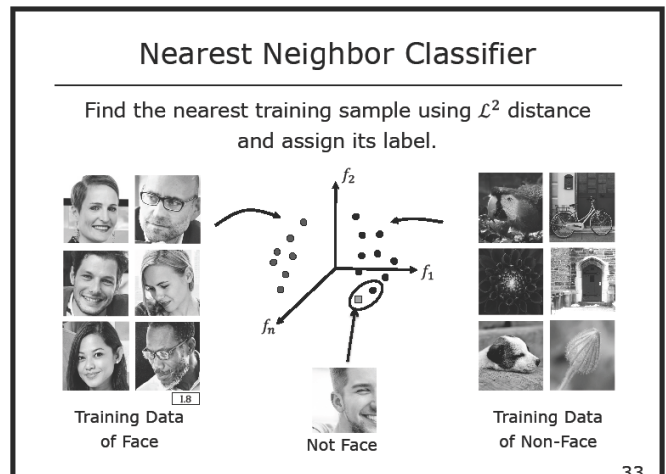 Nearest Neighbor Classifier
Find the nearest training sample using ℒ² distance
and assign its label.
f₂
f₁
fₙ
I.8
Training Data
of Face
Not Face
Training Data
of Non-Face
33